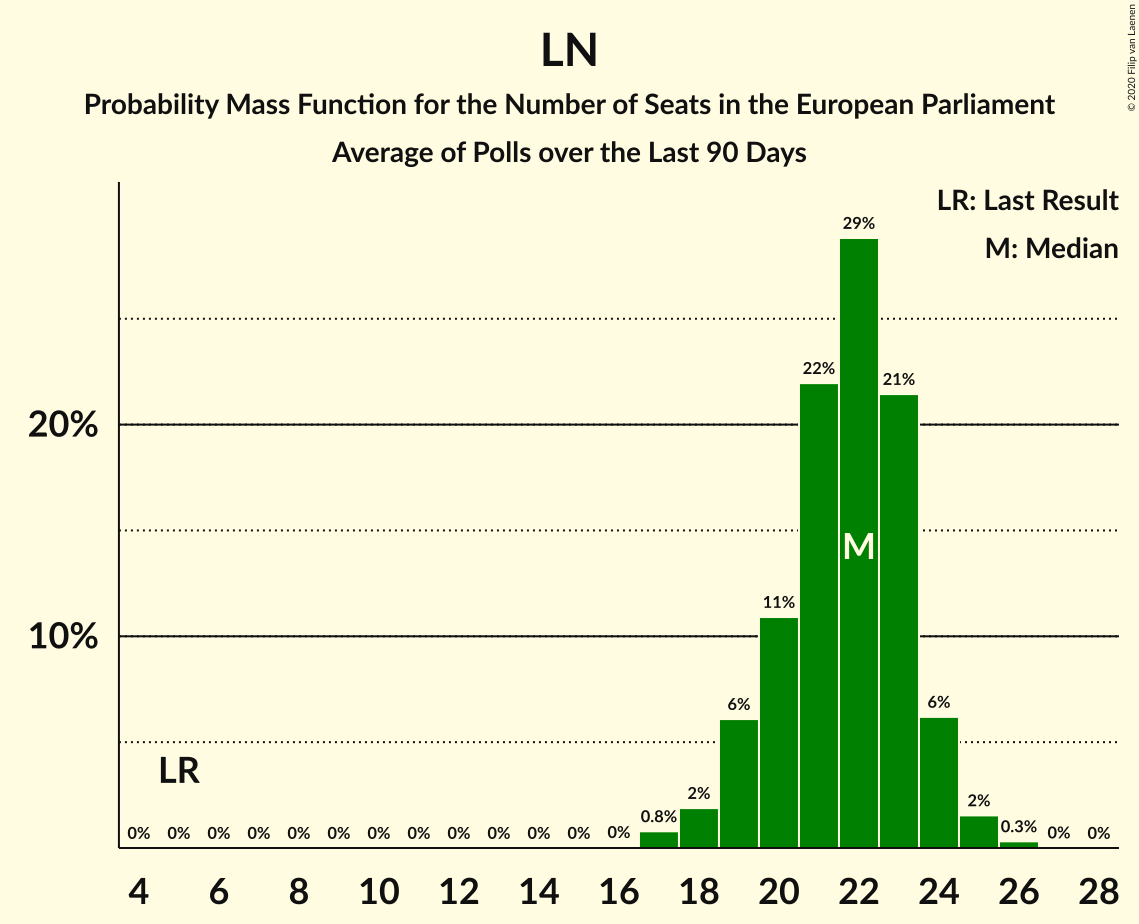 LN
Probability Mass Function for the Number of Seats in the European Parliament
Average of Polls over the Last 90 Days
© 2020 Filip van Laenen
LR: Last Result
M: Median
29%
22%
21%
20%
M
11%
10%
6%
6%
LR
2%
2%
0% 0% 0% 0% 0% 0% 0% 0% 0% 0% 0% 0% 0% 0.8% 0.3% 0% 0%
4 6 8 10 12 14 16 18 20 22 24 26 28